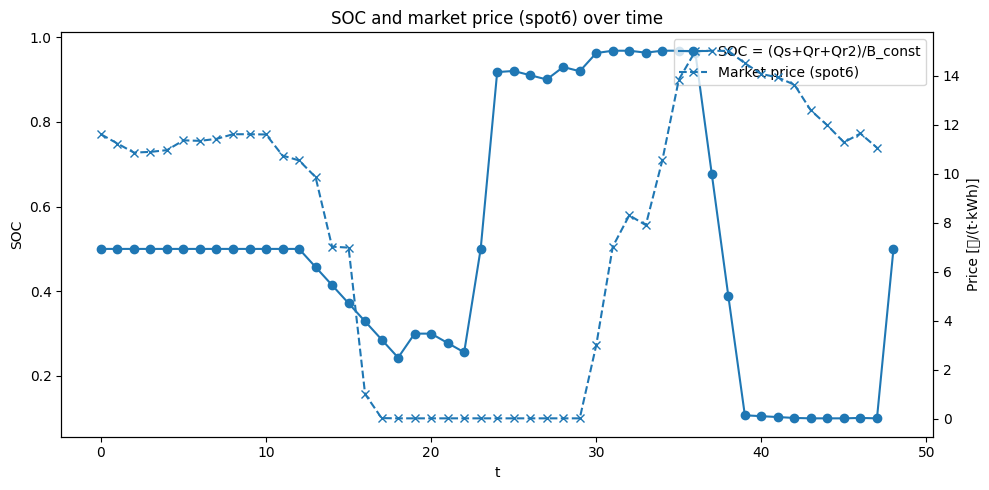 SOC and market price (spot6) over time
SOC = (Qs+Qr+Qr2)/B_const
Market price (spot6)
1.0
0.8
0.6
0.4
0.2
SOC
14
12
10
8
6
4
2
0
Price [▯/(t·kWh)]
0 10 20 30 40 50
t